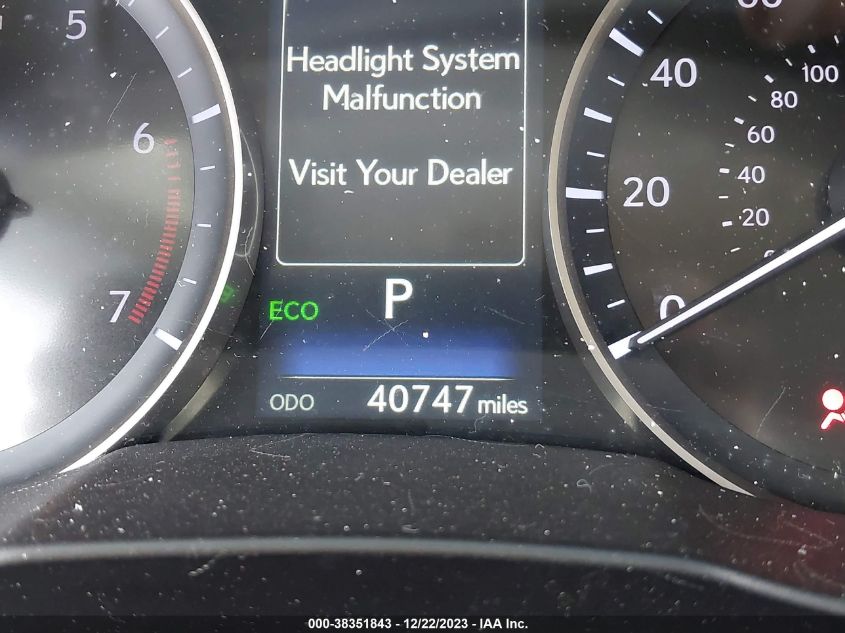 Headlight System
Malfunction
Visit Your Dealer
5
6
7
P
ECO
ODO 40747 miles
40
20
0
100
80
60
40
20
000-38351843 - 12/22/2023 - IAA Inc.